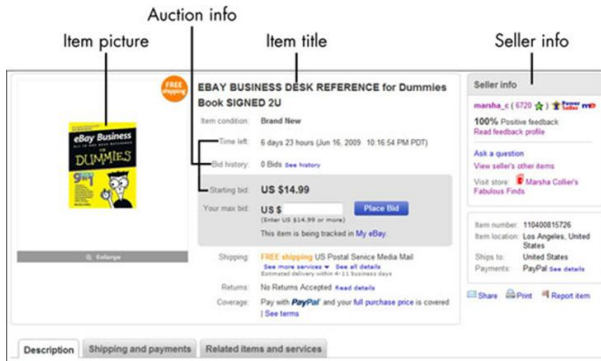 Auction info
Item picture
Item title
Seller info
FREE shipping
EBAY BUSINESS DESK REFERENCE for Dummies
Book SIGNED 2U
Item condition: Brand New
Time left: 6 days 23 hours (Jun 16, 2009 10:16:54 PM PDT)
Bid history: 0 Bids See history
Starting bid: US $14.99
Your max bid: US $ Place Bid
(Enter US $14.99 or more)
This item is being tracked in My eBay.
Shipping: FREE shipping US Postal Service Media Mail
See more services See all details
Estimated delivery within 4-11 business days
Returns: No Returns Accepted Read details
Coverage: Pay with PayPal and your full purchase price is covered
| See terms
eBay Business
ALL-IN-ONE DESK REFERENCE
FOR
DUMMIES
Enlarge
Seller info
marsha_c ( 6720 ) Power Seller me
100% Positive feedback
Read feedback profile
Ask a question
View seller's other items
Visit store: Marsha Collier's
Fabulous Finds
Item number: 110400815726
Item location: Los Angeles, United
States
Ships to: United States
Payments: PayPal See details
Share Print Report item
Description Shipping and payments Related items and services